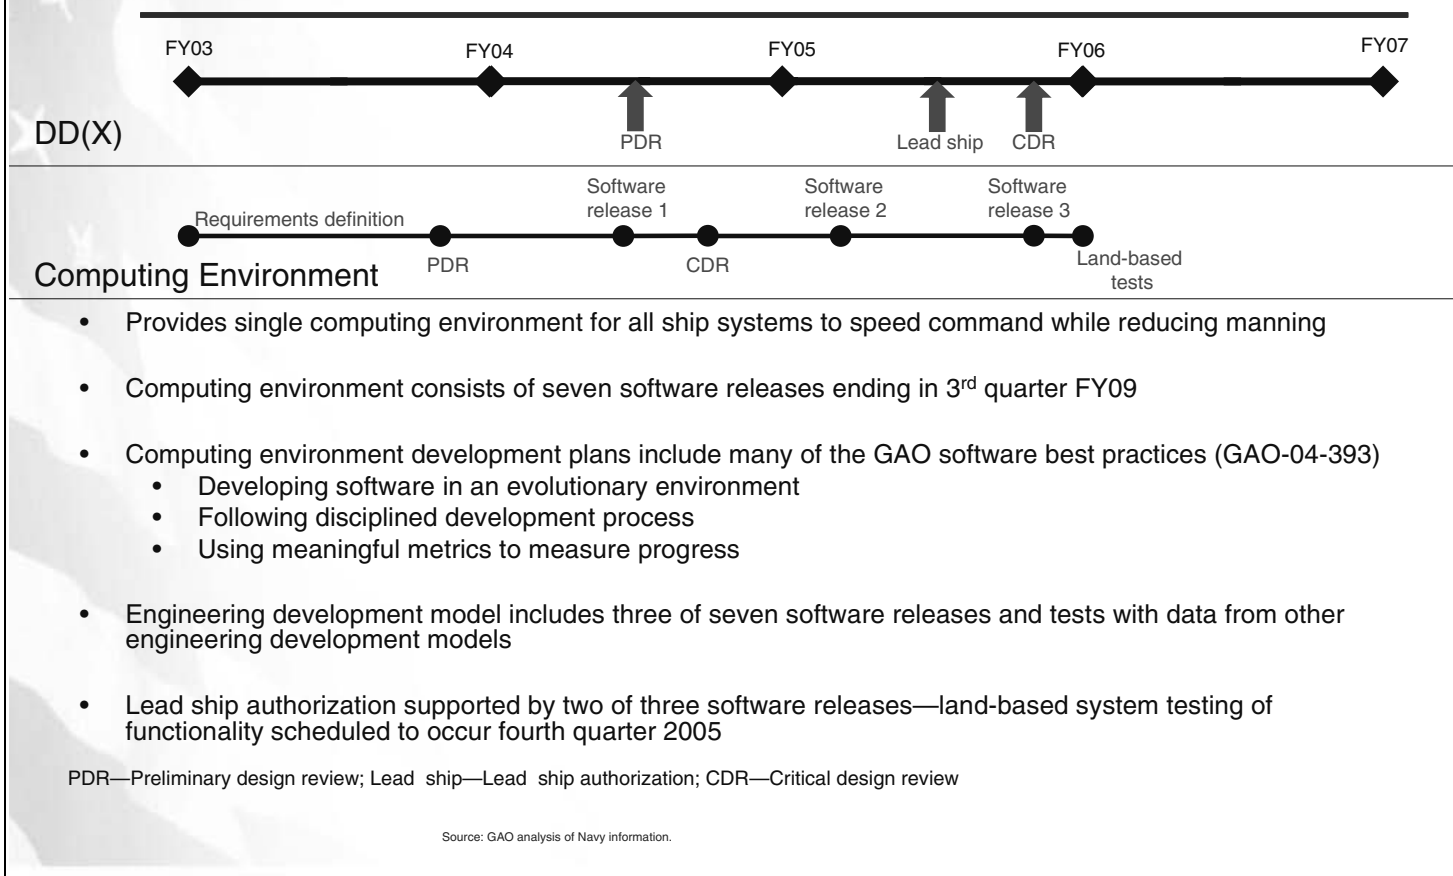 FY03 FY04 FY05 FY06 FY07
DD(X)
PDR Lead ship CDR
Software Software Software
release 1 release 2 release 3
Requirements definition
PDR CDR Land-based
tests
Computing Environment
• Provides single computing environment for all ship systems to speed command while reducing manning
• Computing environment consists of seven software releases ending in 3rd quarter FY09
• Computing environment development plans include many of the GAO software best practices (GAO-04-393)
• Developing software in an evolutionary environment
• Following disciplined development process
• Using meaningful metrics to measure progress
• Engineering development model includes three of seven software releases and tests with data from other
engineering development models
• Lead ship authorization supported by two of three software releases—land-based system testing of
functionality scheduled to occur fourth quarter 2005
PDR—Preliminary design review; Lead ship—Lead ship authorization; CDR—Critical design review
Source: GAO analysis of Navy information.